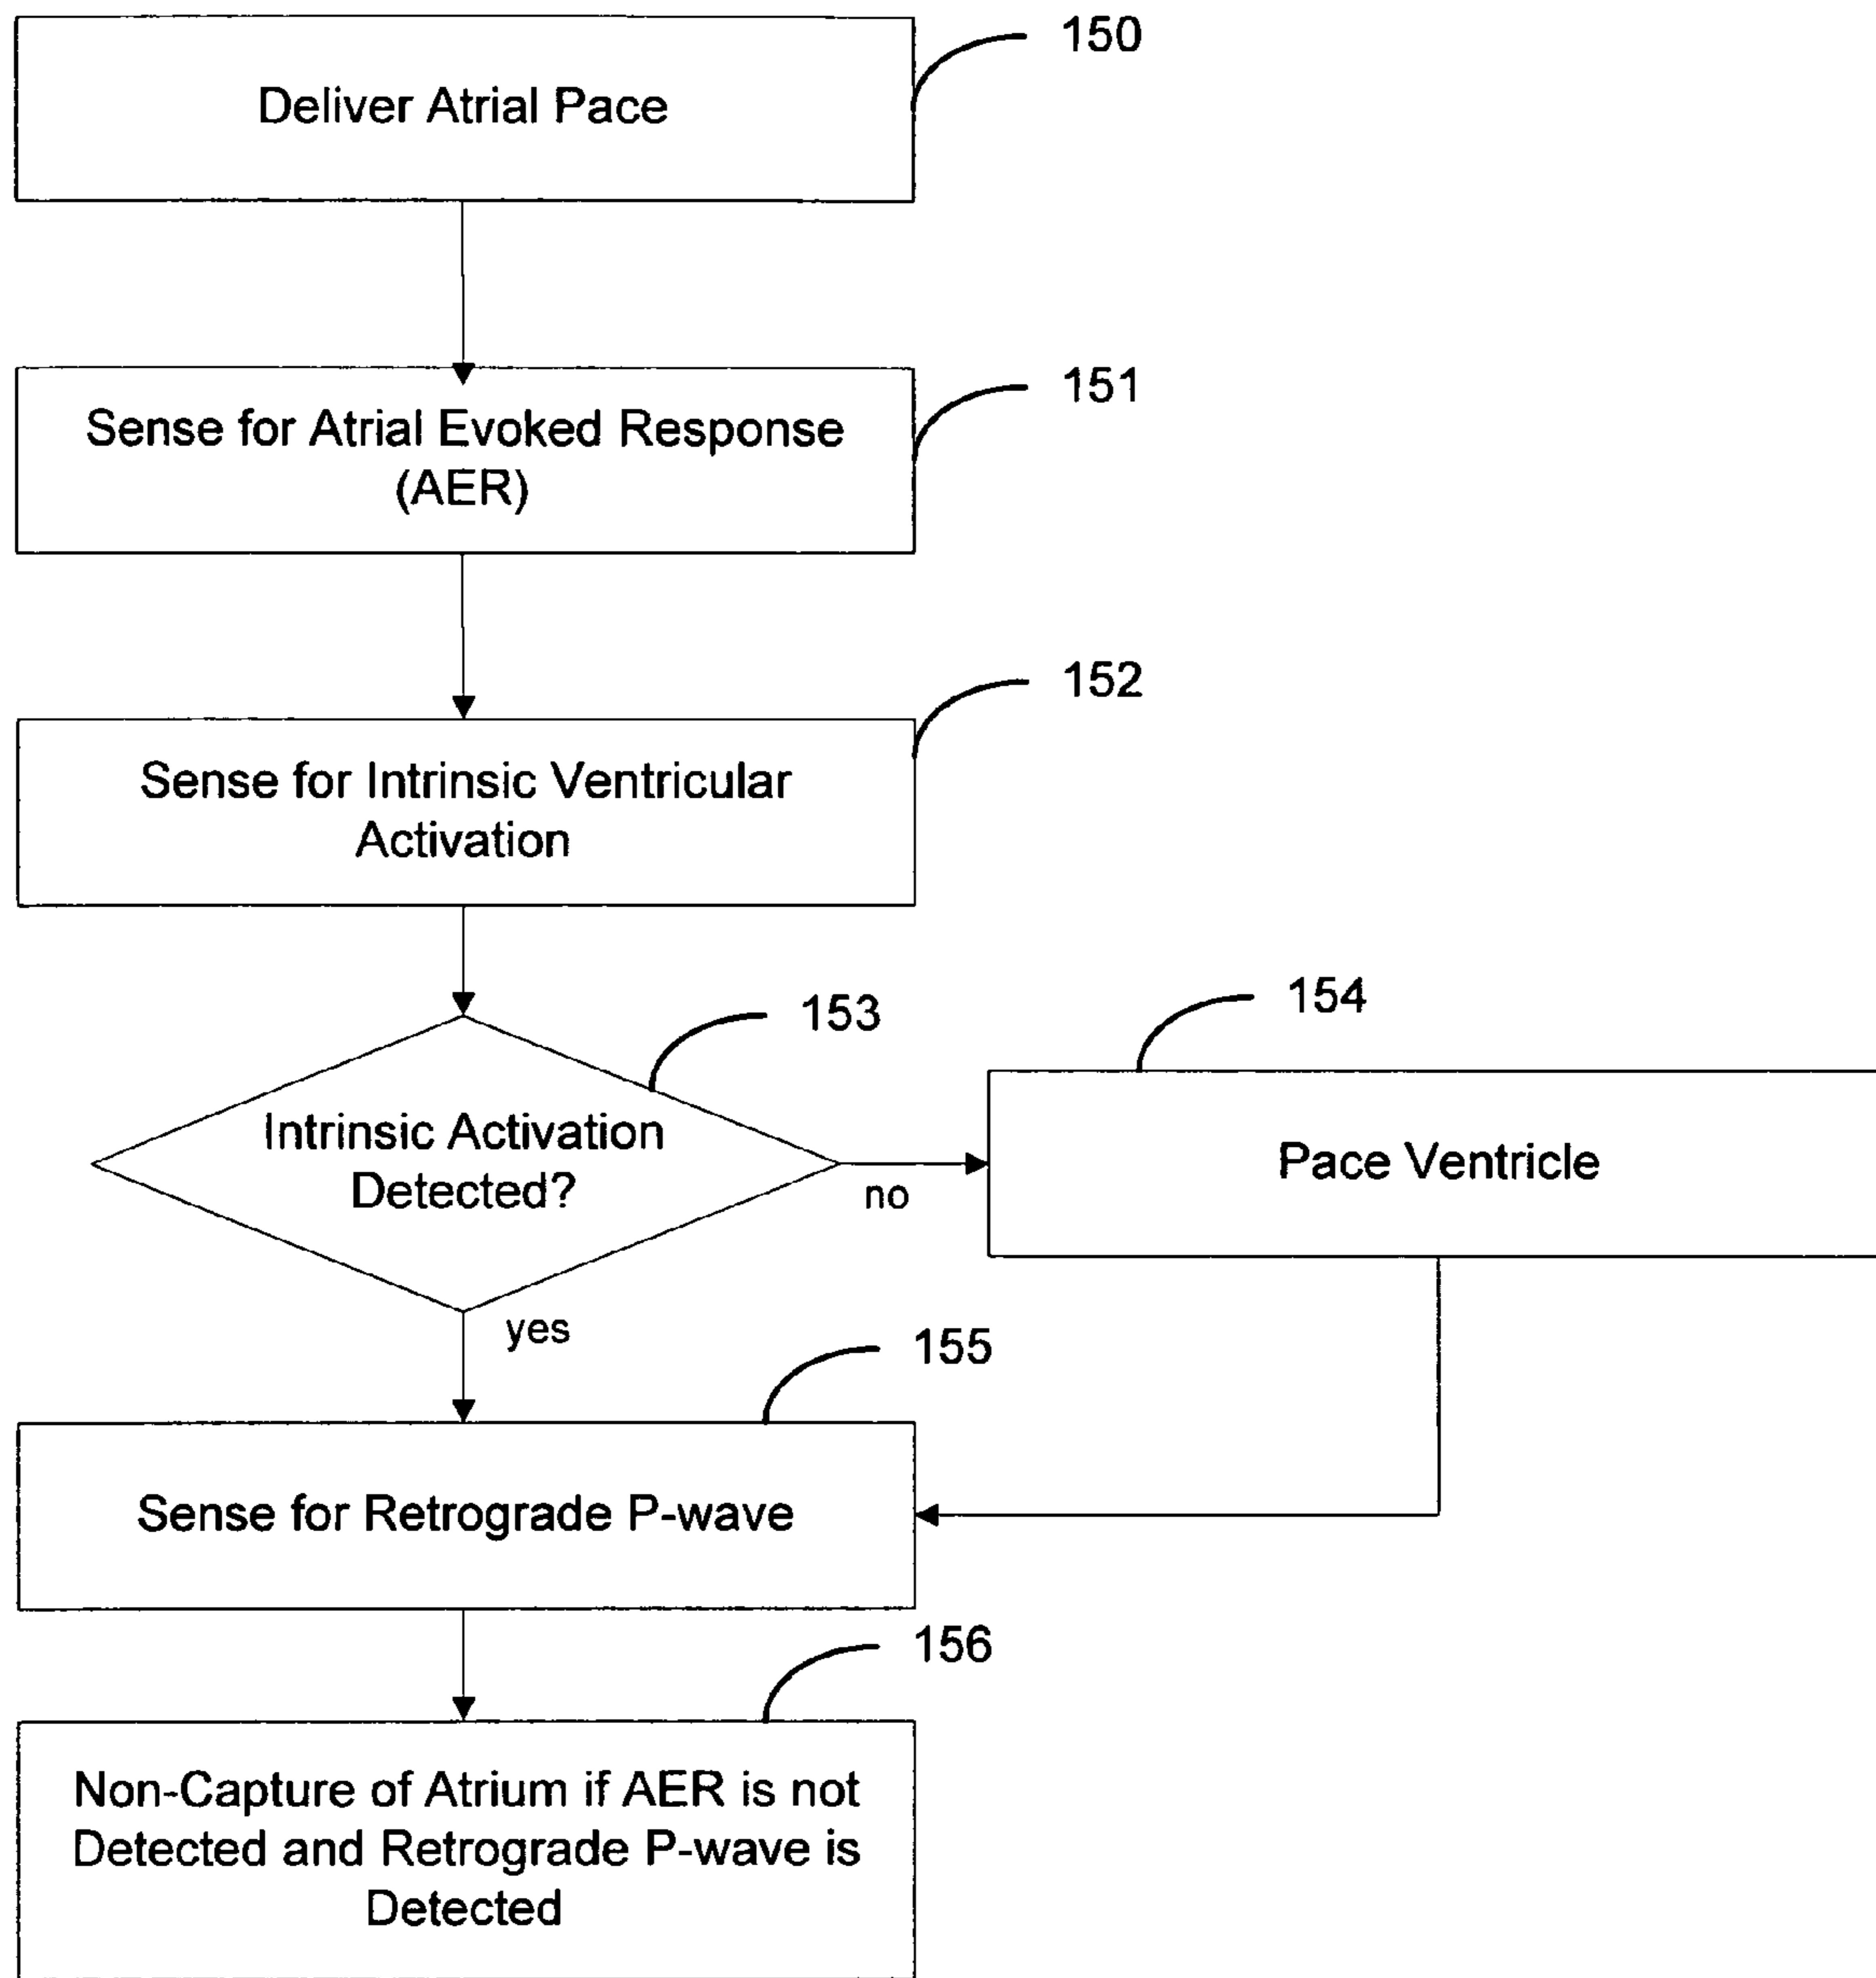 150
Deliver Atrial Pace
151
Sense for Atrial Evoked Response
(AER)
152
Sense for Intrinsic Ventricular
Activation
153
Intrinsic Activation
Detected?
no
154
Pace Ventricle
yes
155
Sense for Retrograde P-wave
156
Non-Capture of Atrium if AER is not
Detected and Retrograde P-wave is
Detected